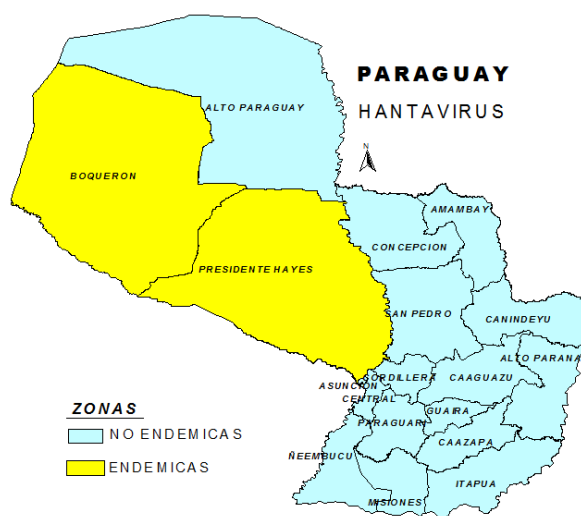 PARAGUAY
HANTAVIRUS
N
ALTO PARAGUAY
BOQUERON
AMAMBAY
CONCEPCION
PRESIDENTE HAYES
SAN PEDRO
CANINDEYU
ALTO PARANA
CORDILLERA
CAAGUAZU
ASUNCION
CENTRAL
GUAIRA
PARAGUARI
CAAZAPA
ÑEEMBUCU
ITAPUA
MISIONES
ZONAS
NO ENDEMICAS
ENDEMICAS